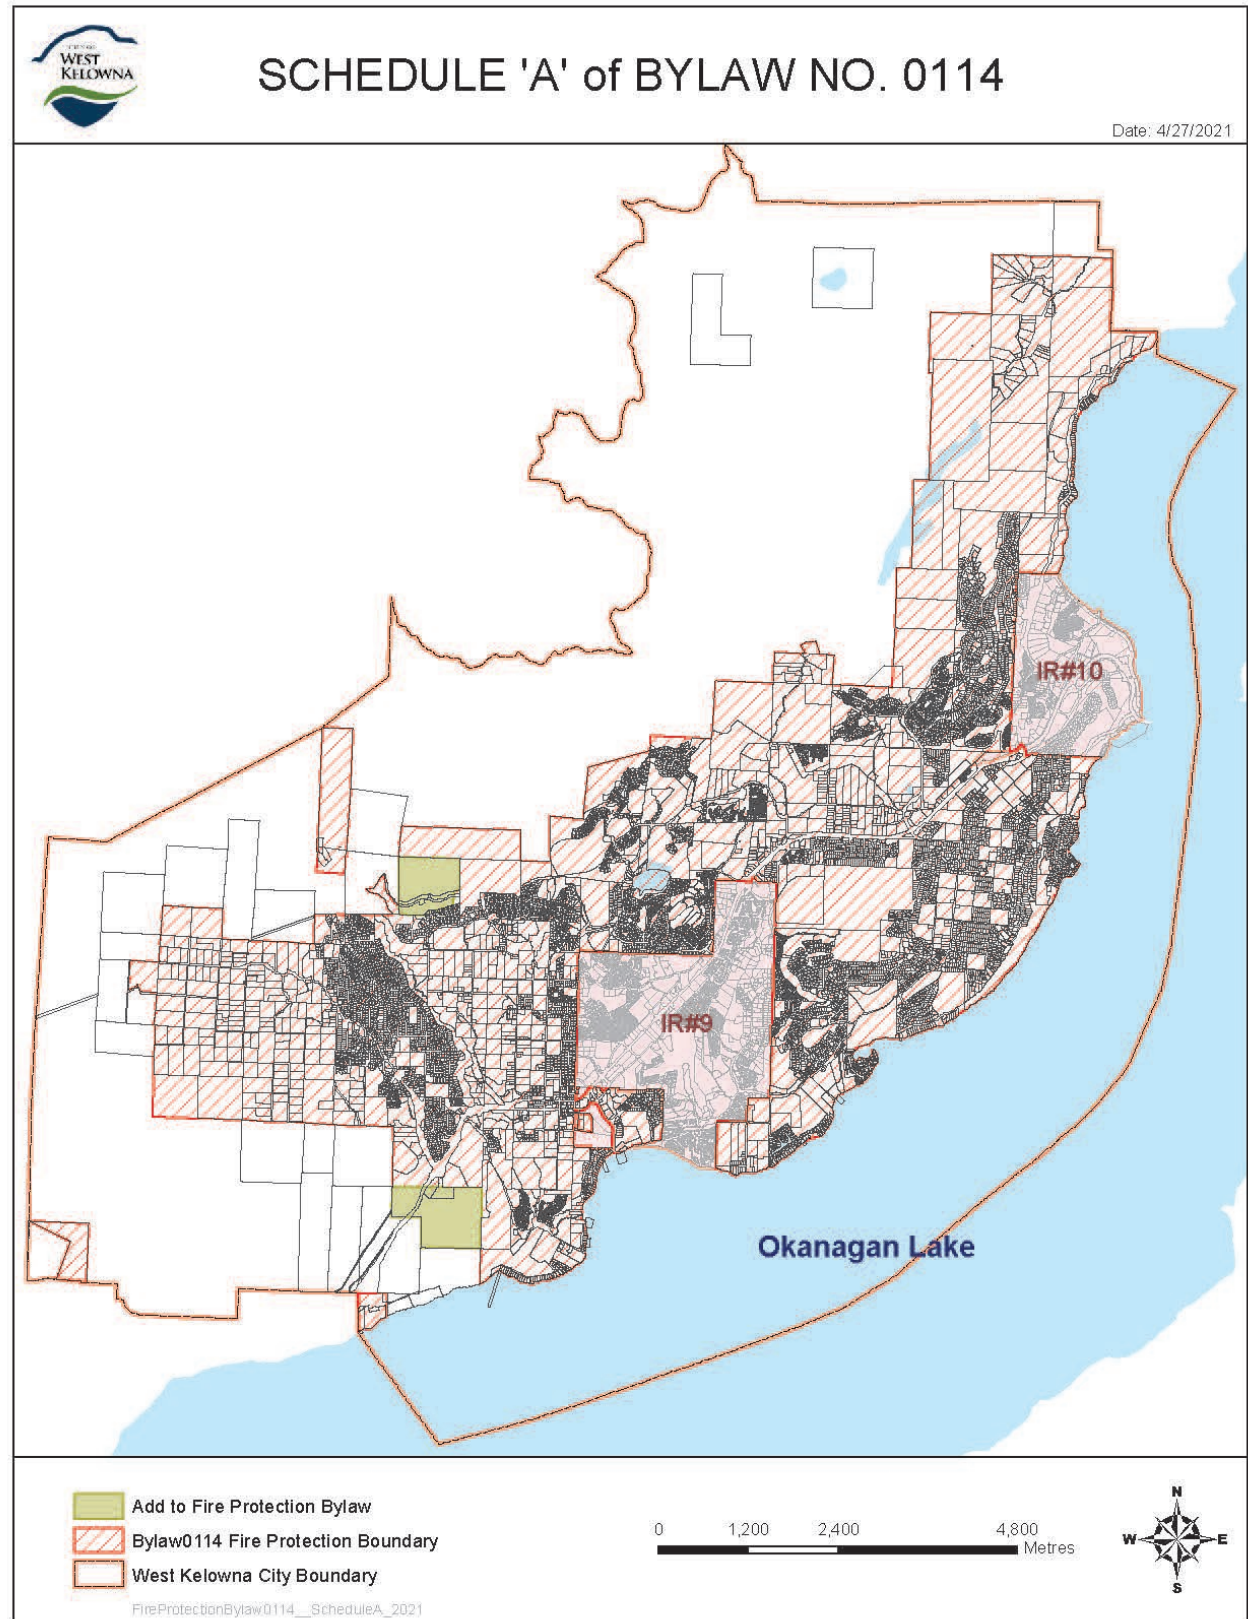 WEST
KELOWNA
SCHEDULE 'A' of BYLAW NO. 0114
Date: 4/27/2021
IR#10
IR#9
Okanagan Lake
Add to Fire Protection Bylaw
Bylaw0114 Fire Protection Boundary
West Kelowna City Boundary
FireProtectionBylaw0114__ScheduleA_2021
0 1,200 2,400 4,800
Metres
N
W E
S